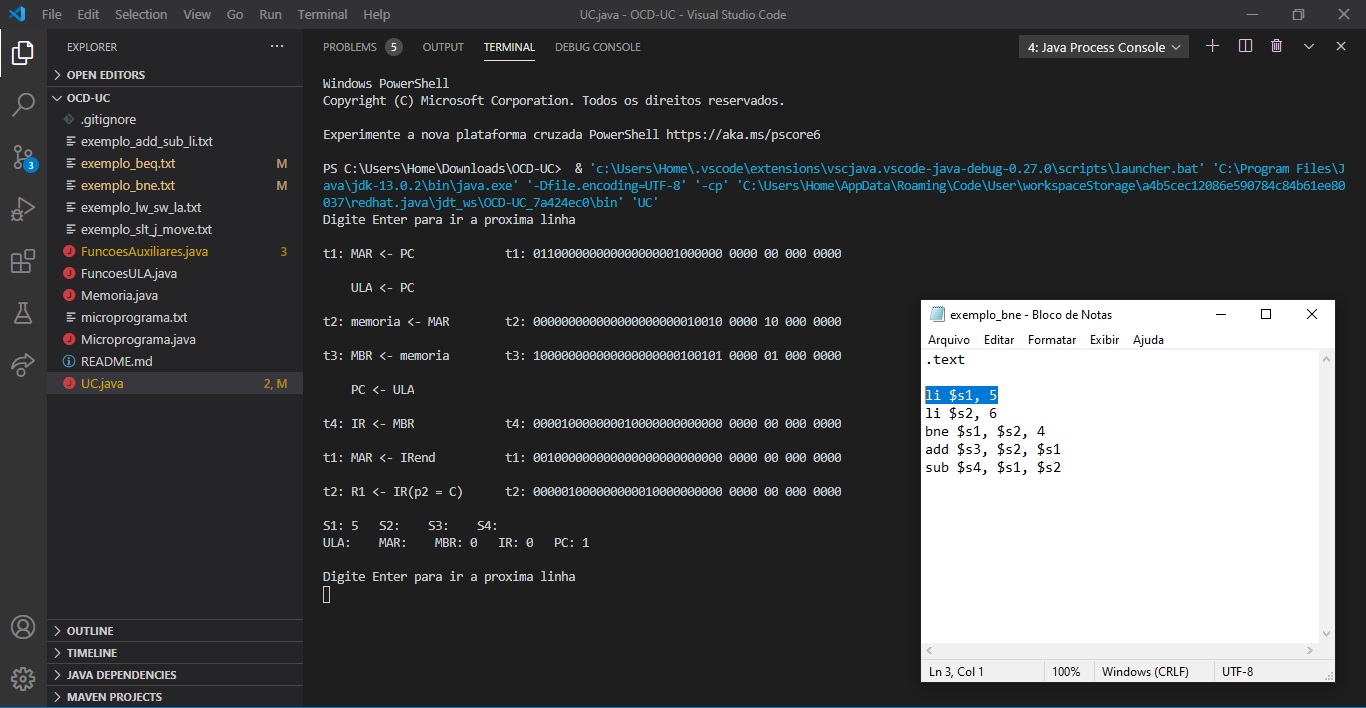 File Edit Selection View Go Run Terminal Help
UC.java - OCD-UC - Visual Studio Code
EXPLORER ...
OPEN EDITORS
OCD-UC
.gitignore
exemplo_add_sub_li.txt
exemplo_beq.txt M
exemplo_bne.txt M
exemplo_lw_sw_la.txt
exemplo_slt_j_move.txt
FuncoesAuxiliares.java 3
FuncoesULA.java
Memoria.java
microprograma.txt
Microprograma.java
README.md
UC.java 2, M
OUTLINE
TIMELINE
JAVA DEPENDENCIES
MAVEN PROJECTS
3
PROBLEMS 5 OUTPUT TERMINAL DEBUG CONSOLE
4: Java Process Console
Windows PowerShell
Copyright (C) Microsoft Corporation. Todos os direitos reservados.
Experimente a nova plataforma cruzada PowerShell https://aka.ms/pscore6
PS C:\Users\Home\Downloads\OCD-UC> & 'c:\Users\Home\.vscode\extensions\vscjava.vscode-java-debug-0.27.0\scripts\launcher.bat' 'C:\Program Files\J
ava\jdk-13.0.2\bin\java.exe' '-Dfile.encoding=UTF-8' '-cp' 'C:\Users\Home\AppData\Roaming\Code\User\workspaceStorage\a4b5cec12086e590784c84b61ee80
037\redhat.java\jdt_ws\OCD-UC_7a424ec0\bin' 'UC'
Digite Enter para ir a proxima linha
t1: MAR <- PC t1: 011000000000000000001000000 0000 00 000 0000
ULA <- PC
t2: memoria <- MAR t2: 000000000000000000000010010 0000 10 000 0000
t3: MBR <- memoria t3: 100000000000000000000100101 0000 01 000 0000
PC <- ULA
t4: IR <- MBR t4: 000010000000010000000000000 0000 00 000 0000
t1: MAR <- IRend t1: 001000000000000000000000000 0000 00 000 0000
t2: R1 <- IR(p2 = C) t2: 000001000000000010000000000 0000 00 000 0000
S1: 5 S2: S3: S4:
ULA: MAR: MBR: 0 IR: 0 PC: 1
Digite Enter para ir a proxima linha
exemplo_bne - Bloco de Notas
Arquivo Editar Formatar Exibir Ajuda
.text
li $s1, 5
li $s2, 6
bne $s1, $s2, 4
add $s3, $s2, $s1
sub $s4, $s1, $s2
Ln 3, Col 1 100% Windows (CRLF) UTF-8